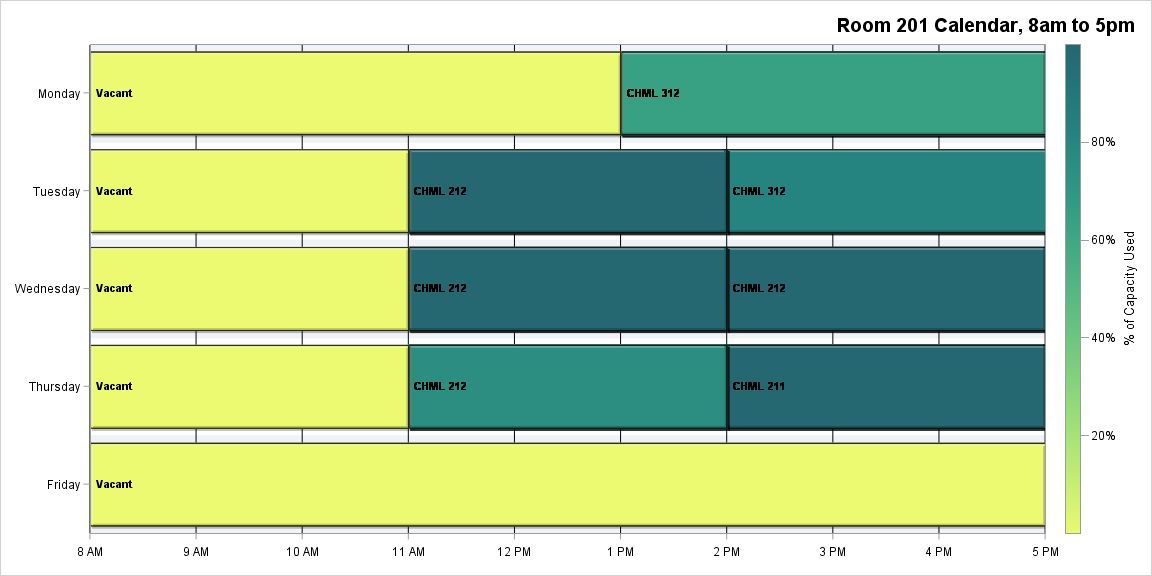 Room 201 Calendar, 8am to 5pm
Monday
Vacant
CHML 312
Tuesday
Vacant
CHML 212
CHML 312
Wednesday
Vacant
CHML 212
CHML 212
Thursday
Vacant
CHML 212
CHML 211
Friday
Vacant
8 AM 9 AM 10 AM 11 AM 12 PM 1 PM 2 PM 3 PM 4 PM 5 PM
80%
60%
40%
20%
% of Capacity Used